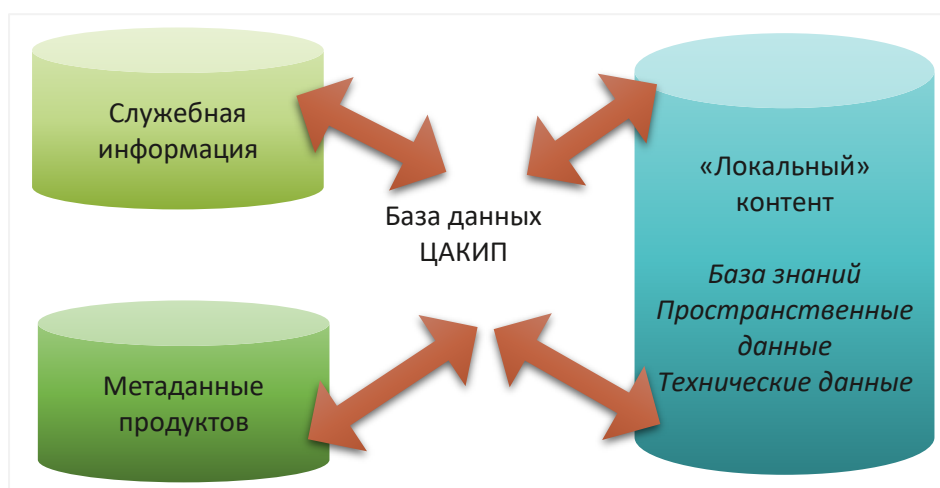 Служебная
информация
База данных
ЦАКИП
Метаданные
продуктов
«Локальный»
контент
База знаний
Пространственные
данные
Технические данные